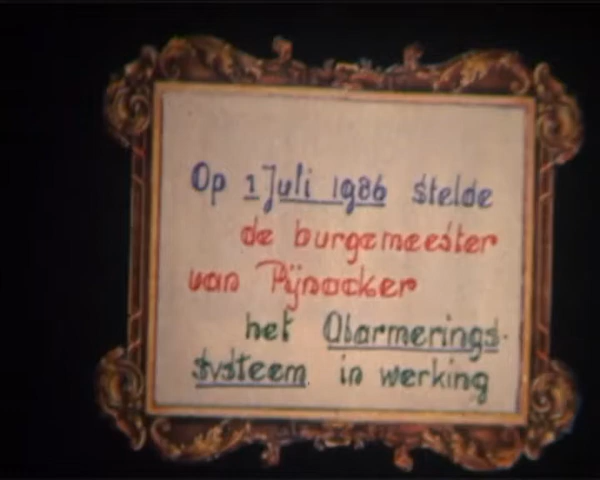 Op 1 Juli 1986 stelde
de burgemeester
van Pijnacker
het Alarmerings-
systeem in werking